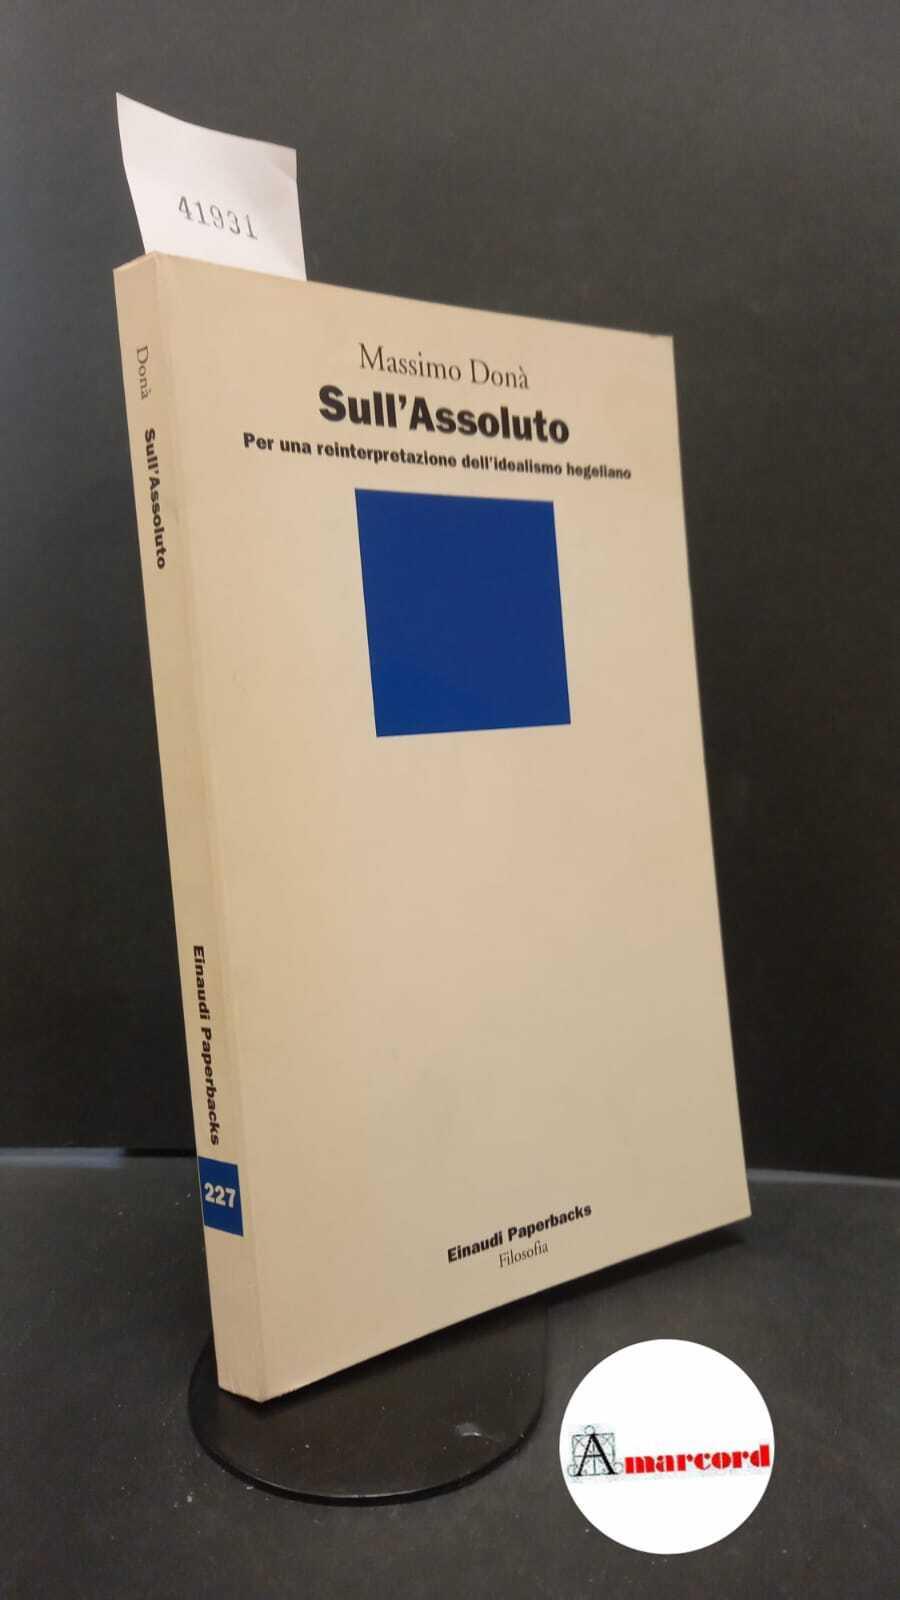 41931
Massimo Donà
Sull'Assoluto
Per una reinterpretazione dell'idealismo hegeliano
Einaudi Paperbacks
Filosofia
Donà Sull'Assoluto
Einaudi Paperbacks
227
Amarcord